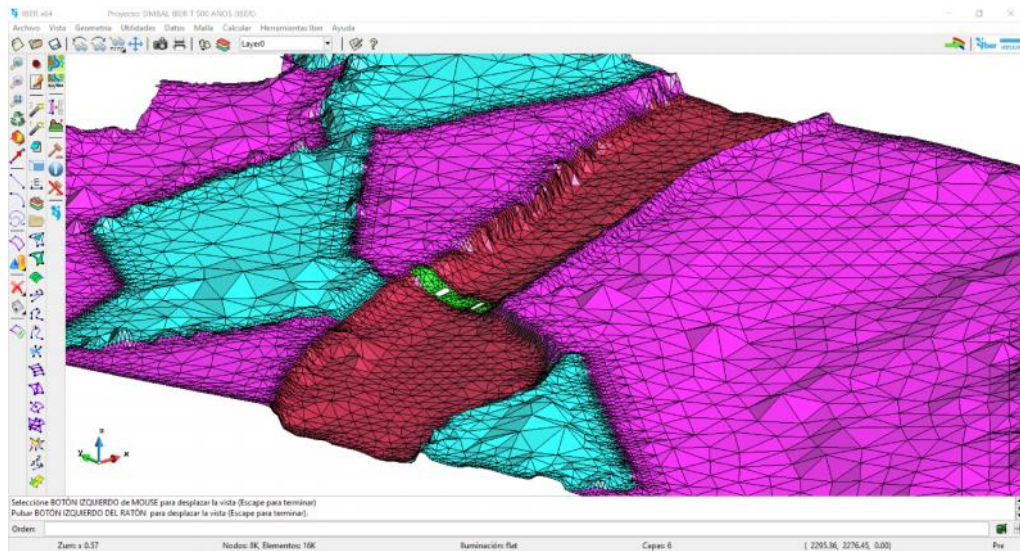 IBER x64 Proyecto: SIMBAL IBER T 500 AÑOS (IBER)
Archivo Vista Geometria Utilidades Datos Malla Calcular Herramientas Iber Ayuda
Layer0
Iber
z
y x
Seleccione BOTÓN IZQUIERDO de MOUSE para desplazar la vista (Escape para terminar)
Pulsar BOTÓN IZQUIERDO DEL RATÓN para desplazar la vista (Escape para terminar).
Orden:
Zum: x 0.57 Nodos: 8K, Elementos: 16K Iluminación: flat Capas: 6 ( 2295.36, 2276.45, 0.00) Pre